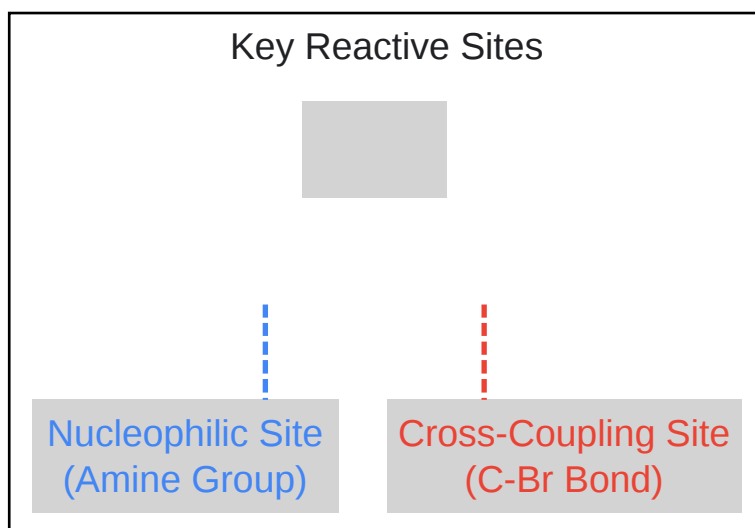 Key Reactive Sites
Nucleophilic Site
(Amine Group)
Cross-Coupling Site
(C-Br Bond)